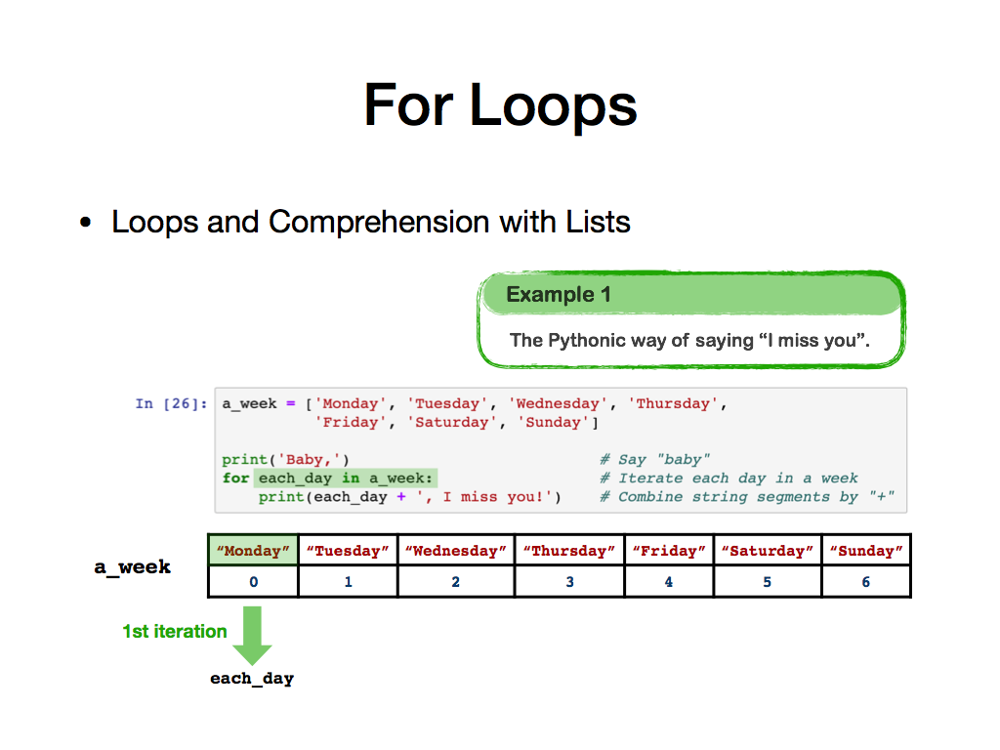 For Loops
• Loops and Comprehension with Lists
Example 1
The Pythonic way of saying “I miss you”.
In [26]: a_week = ['Monday', 'Tuesday', 'Wednesday', 'Thursday',
'Friday', 'Saturday', 'Sunday']
print('Baby,') # Say "baby"
for each_day in a_week: # Iterate each day in a week
print(each_day + ', I miss you!') # Combine string segments by "+"
a_week
“Monday” “Tuesday” “Wednesday” “Thursday” “Friday” “Saturday” “Sunday”
0 1 2 3 4 5 6
1st iteration
each_day